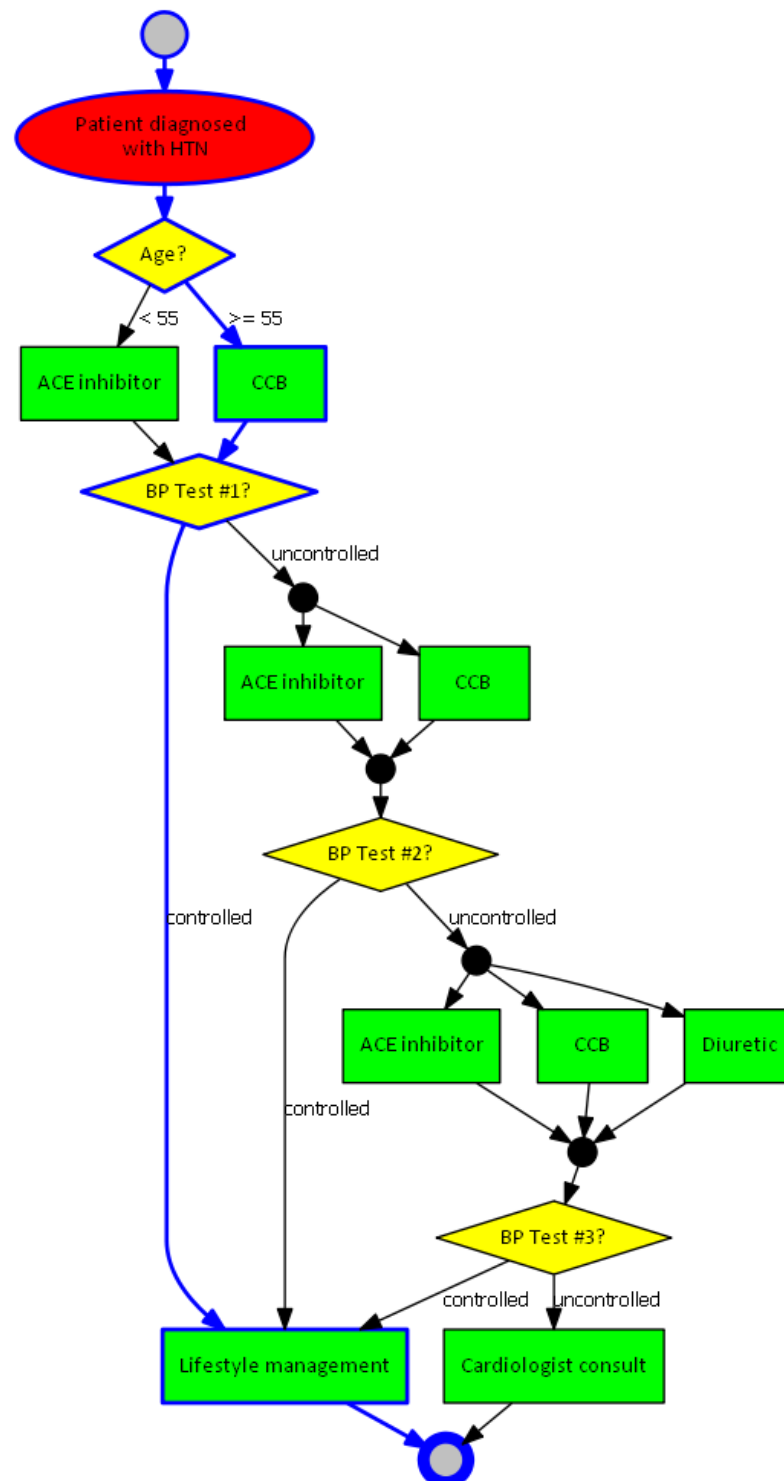 Patient diagnosed
with HTN
Age?
< 55
>= 55
ACE inhibitor
CCB
BP Test #1?
uncontrolled
ACE inhibitor
CCB
BP Test #2?
controlled
uncontrolled
ACE inhibitor
CCB
Diuretic
controlled
BP Test #3?
controlled
uncontrolled
Lifestyle management
Cardiologist consult